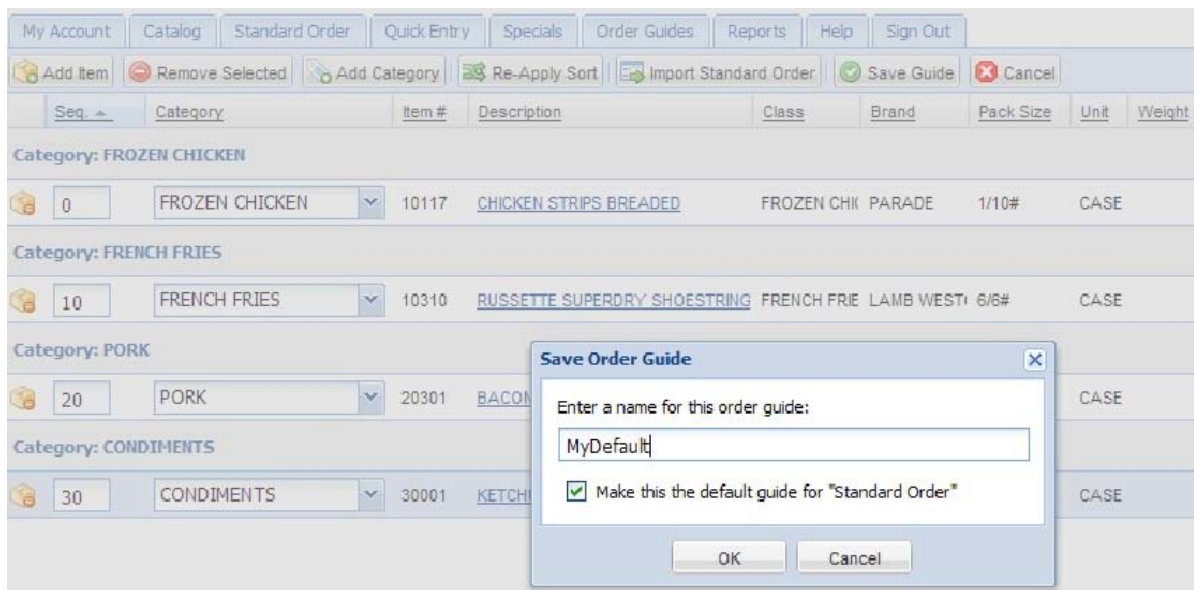 My Account Catalog Standard Order Quick Entry Specials Order Guides Reports Help Sign Out
Add Item Remove Selected Add Category Re-Apply Sort Import Standard Order Save Guide Cancel
Seq. Category Item # Description Class Brand Pack Size Unit Weight
Category: FROZEN CHICKEN
0 FROZEN CHICKEN 10117 CHICKEN STRIPS BREADED FROZEN CHI PARADE 1/10# CASE
Category: FRENCH FRIES
10 FRENCH FRIES 10310 RUSSETTE SUPERDRY SHOESTRING FRENCH FRIE LAMB WEST 6/6# CASE
Category: PORK
20 PORK 20301 BACON CASE
Category: CONDIMENTS
30 CONDIMENTS 30001 KETCH CASE
Save Order Guide
Enter a name for this order guide:
MyDefault
Make this the default guide for "Standard Order"
OK Cancel